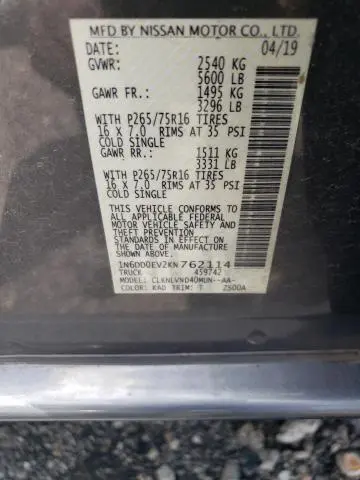 MFD BY NISSAN MOTOR CO., LTD.
DATE: 04/19
GVWR: 2540 KG
5600 LB
GAWR FR.: 1495 KG
3296 LB
WITH P265/75R16 TIRES
16 X 7.0 RIMS AT 35 PSI
COLD SINGLE
GAWR RR.: 1511 KG
3331 LB
WITH P265/75R16 TIRES
16 X 7.0 RIMS AT 35 PSI
COLD SINGLE
THIS VEHICLE CONFORMS TO
ALL APPLICABLE FEDERAL
MOTOR VEHICLE SAFETY AND
THEFT PREVENTION STANDARDS
IN EFFECT ON THE DATE OF
MANUFACTURE SHOWN ABOVE.
1N6DD0EV2KN762114
TRUCK 459742
MODEL: CLKNLVND40MUN--AA-
COLOR: KAD TRIM: T 2500A